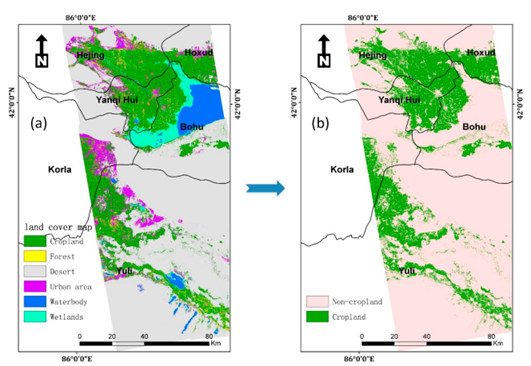 86°0'0"E
86°0'0"E
N
Hejing
Hoxud
Yanqi Hui
42°0'0"N
(a)
Bohu
Korla
land cover map
Cropland
Forest
Desert
Urban area
Waterbody
Wetlands
Yuli
0 20 40 60 80
Km
86°0'0"E
N
Hejing
Hoxud
Yanqi Hui
42°0'0"N
42°0'0"N
(b)
Bohu
Korla
Yuli
Non-cropland
Cropland
0 20 40 60 80
Km
86°0'0"E